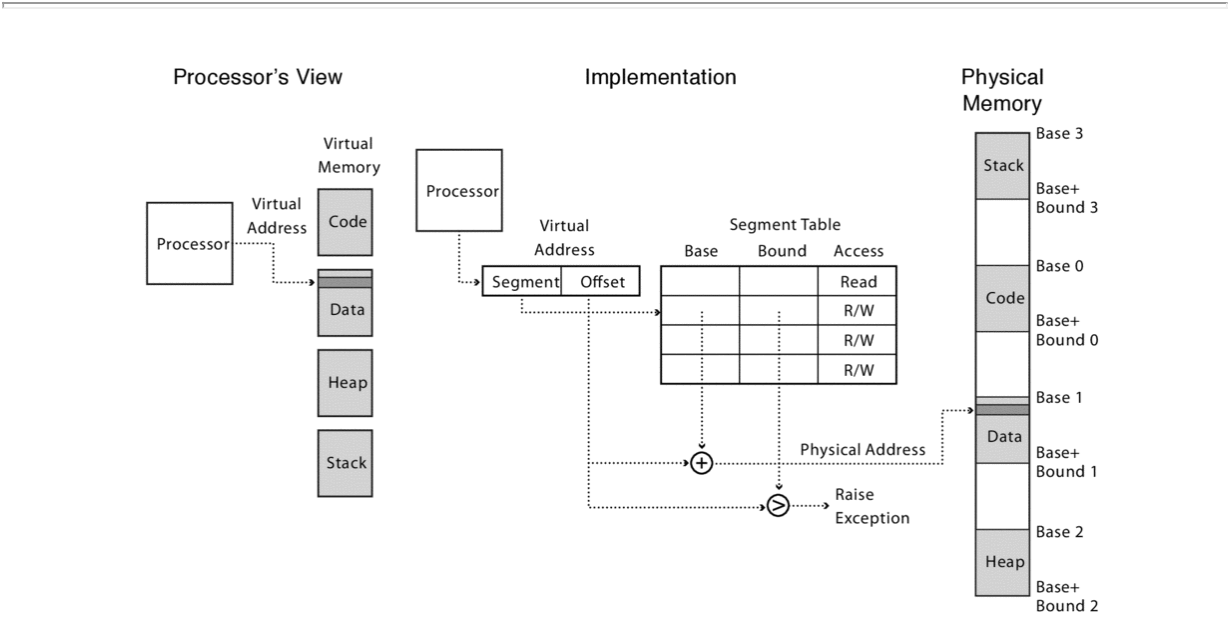 Processor's View
Implementation
Physical
Memory
Virtual
Memory
Processor
Virtual
Address
Code
Data
Heap
Stack
Processor
Virtual
Address
Segment
Offset
Segment Table
Base
Bound
Access
Read
R/W
R/W
R/W
Physical Address
Raise
Exception
Stack
Code
Data
Heap
Base 3
Base+
Bound 3
Base 0
Base+
Bound 0
Base 1
Base+
Bound 1
Base 2
Base+
Bound 2
+
>